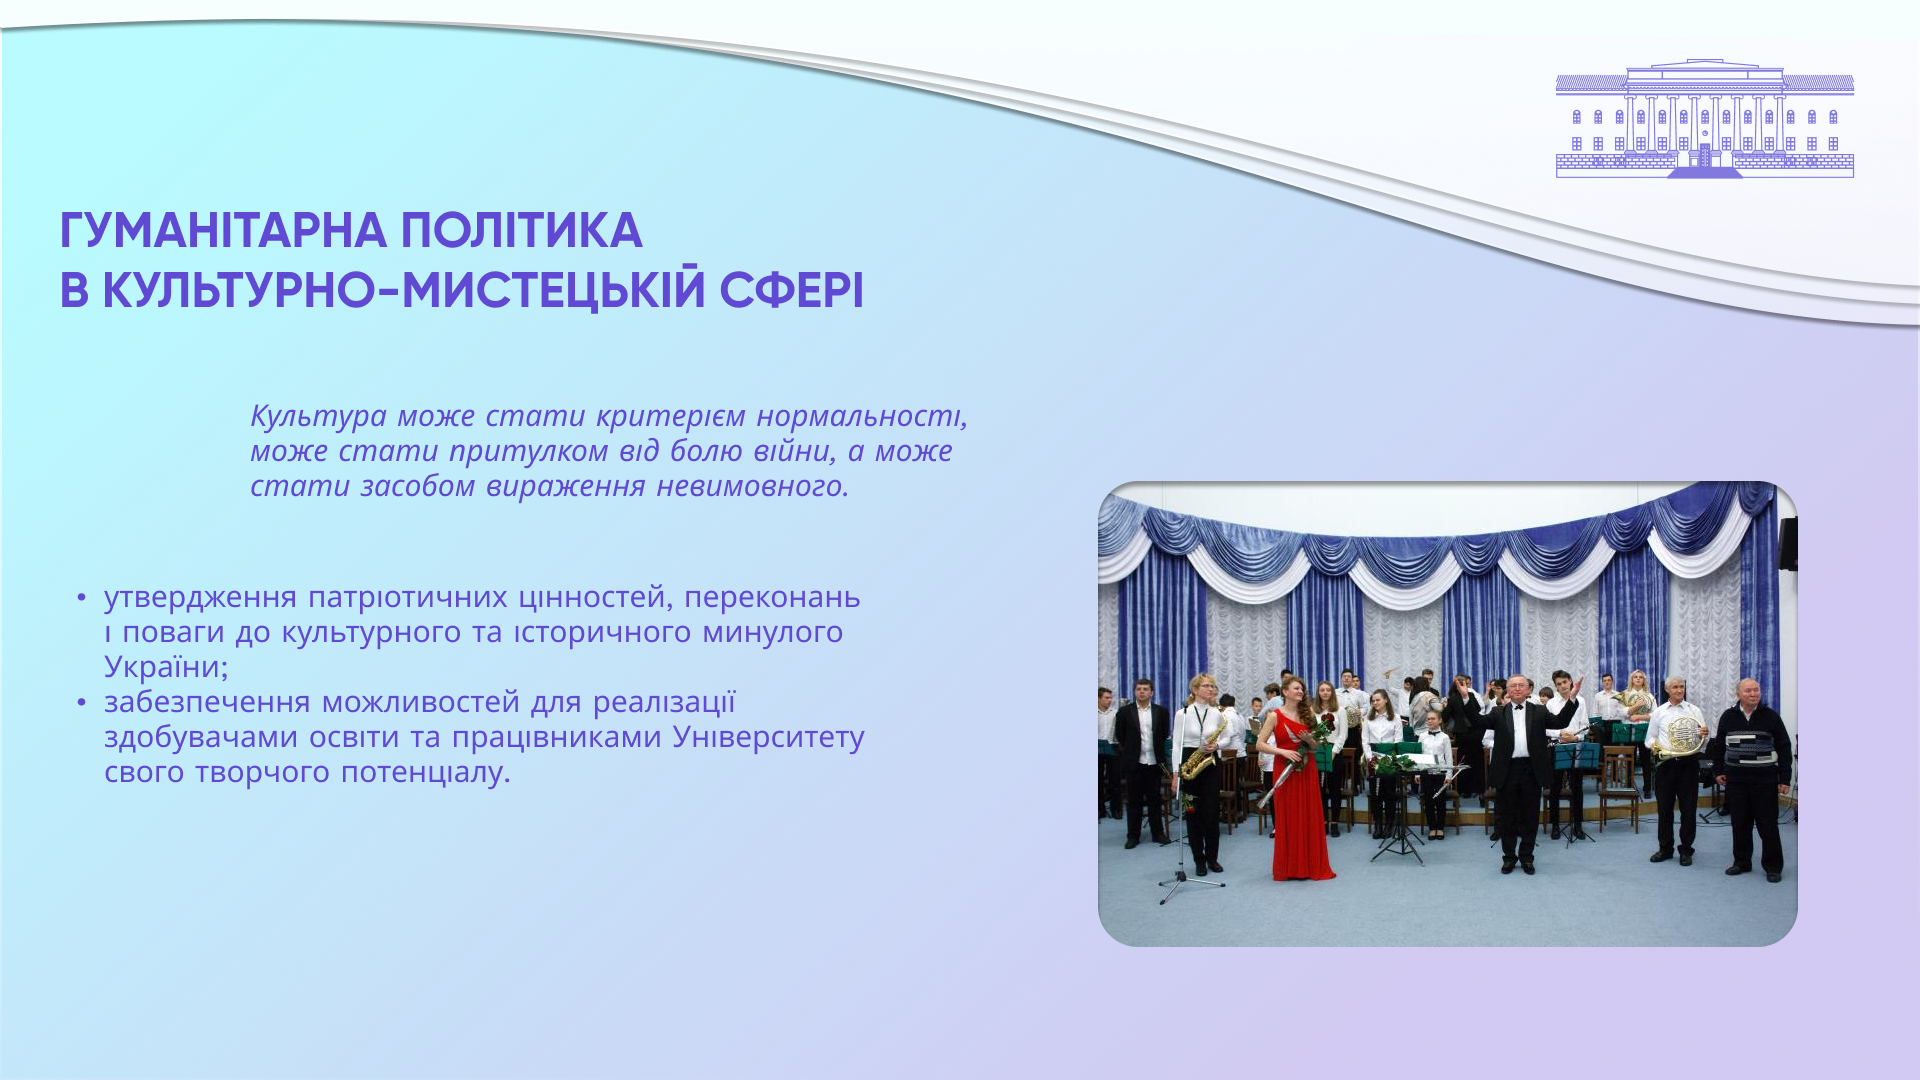 ГУМАНІТАРНА ПОЛІТИКА
В КУЛЬТУРНО-МИСТЕЦЬКІЙ СФЕРІ
Культура може стати критерієм нормальності,
може стати притулком від болю війни, а може
стати засобом вираження невимовного.
• утвердження патріотичних цінностей, переконань
і поваги до культурного та історичного минулого
України;
• забезпечення можливостей для реалізації
здобувачами освіти та працівниками Університету
свого творчого потенціалу.